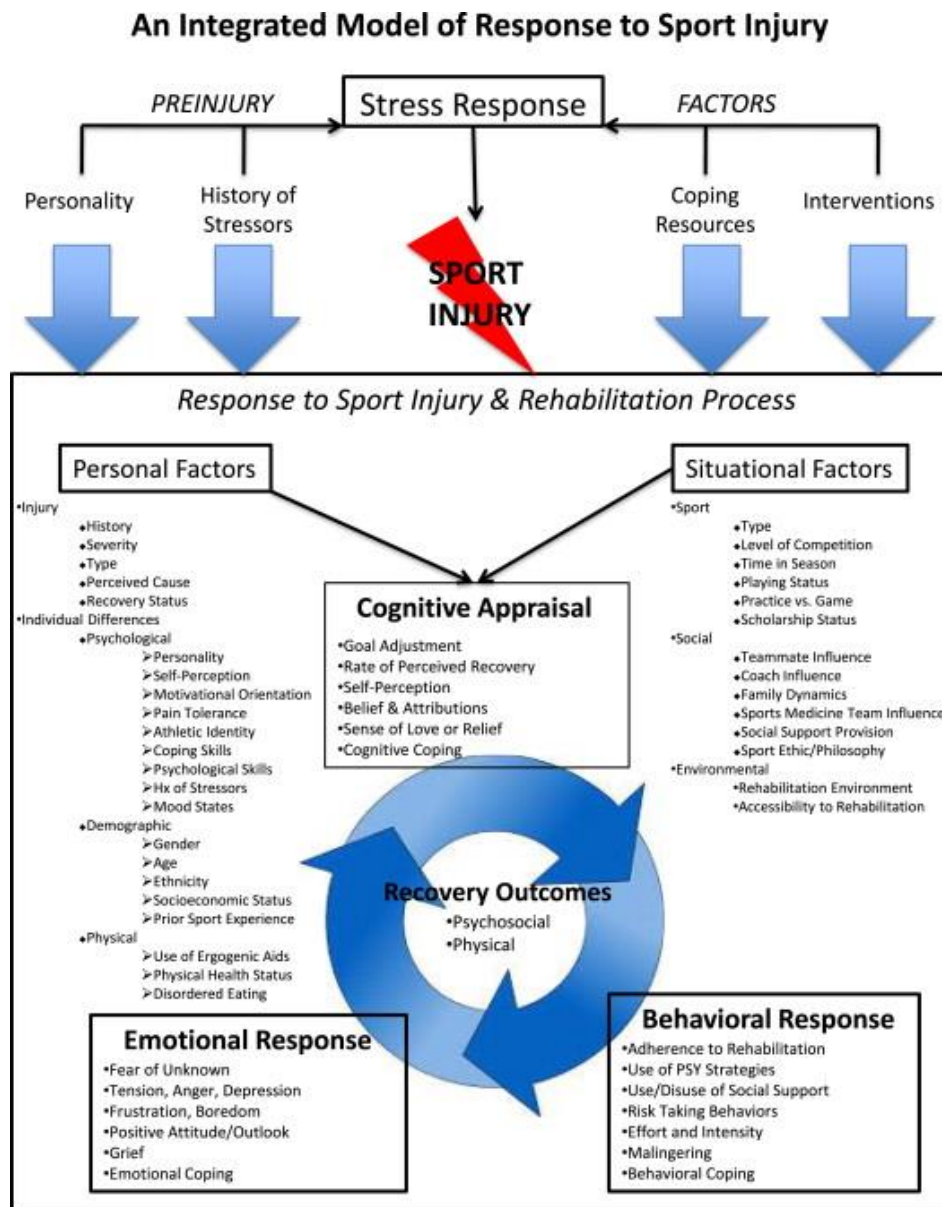 An Integrated Model of Response to Sport Injury
PREINJURY
Stress Response
FACTORS
Personality
History of
Stressors
Coping
Resources
Interventions
SPORT
INJURY
Response to Sport Injury & Rehabilitation Process
Personal Factors
•Injury
◆History
◆Severity
◆Type
◆Perceived Cause
◆Recovery Status
•Individual Differences
◆Psychological
➢Personality
➢Self-Perception
➢Motivational Orientation
➢Pain Tolerance
➢Athletic Identity
➢Coping Skills
➢Psychological Skills
➢Hx of Stressors
➢Mood States
◆Demographic
➢Gender
➢Age
➢Ethnicity
➢Socioeconomic Status
➢Prior Sport Experience
◆Physical
➢Use of Ergogenic Aids
➢Physical Health Status
➢Disordered Eating
Situational Factors
•Sport
◆Type
◆Level of Competition
◆Time in Season
◆Playing Status
◆Practice vs. Game
◆Scholarship Status
•Social
◆Teammate Influence
◆Coach Influence
◆Family Dynamics
◆Sports Medicine Team Influence
◆Social Support Provision
◆Sport Ethic/Philosophy
•Environmental
•Rehabilitation Environment
◆Accessibility to Rehabilitation
Cognitive Appraisal
•Goal Adjustment
•Rate of Perceived Recovery
•Self-Perception
•Belief & Attributions
•Sense of Love or Relief
•Cognitive Coping
Recovery Outcomes
•Psychosocial
•Physical
Emotional Response
•Fear of Unknown
•Tension, Anger, Depression
•Frustration, Boredom
•Positive Attitude/Outlook
•Grief
•Emotional Coping
Behavioral Response
•Adherence to Rehabilitation
•Use of PSY Strategies
•Use/Disuse of Social Support
•Risk Taking Behaviors
•Effort and Intensity
•Malingering
•Behavioral Coping